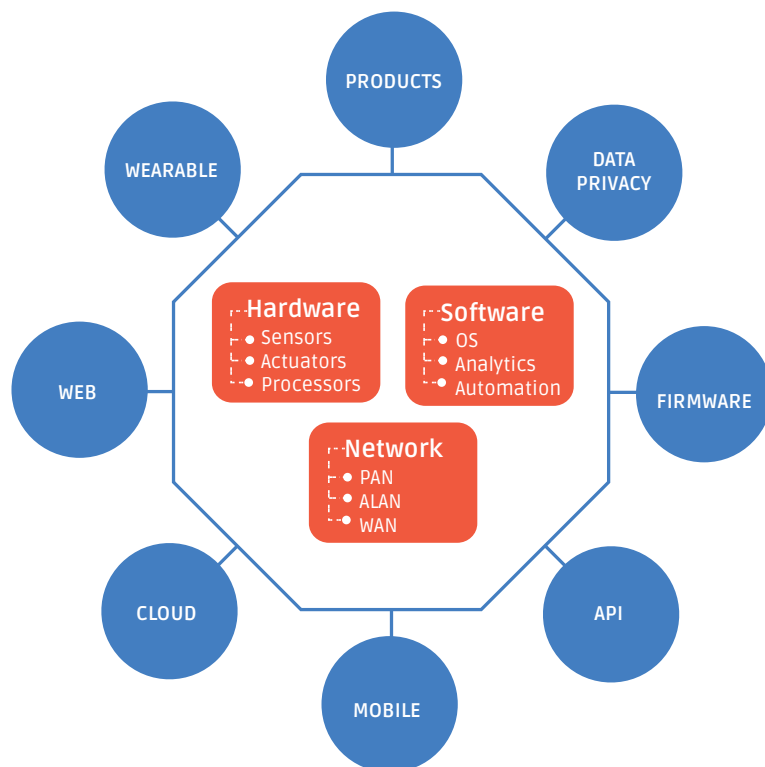 PRODUCTS
WEARABLE
DATA
PRIVACY
Hardware
Sensors
Actuators
Processors
Software
OS
Analytics
Automation
WEB
FIRMWARE
Network
PAN
ALAN
WAN
CLOUD
API
MOBILE